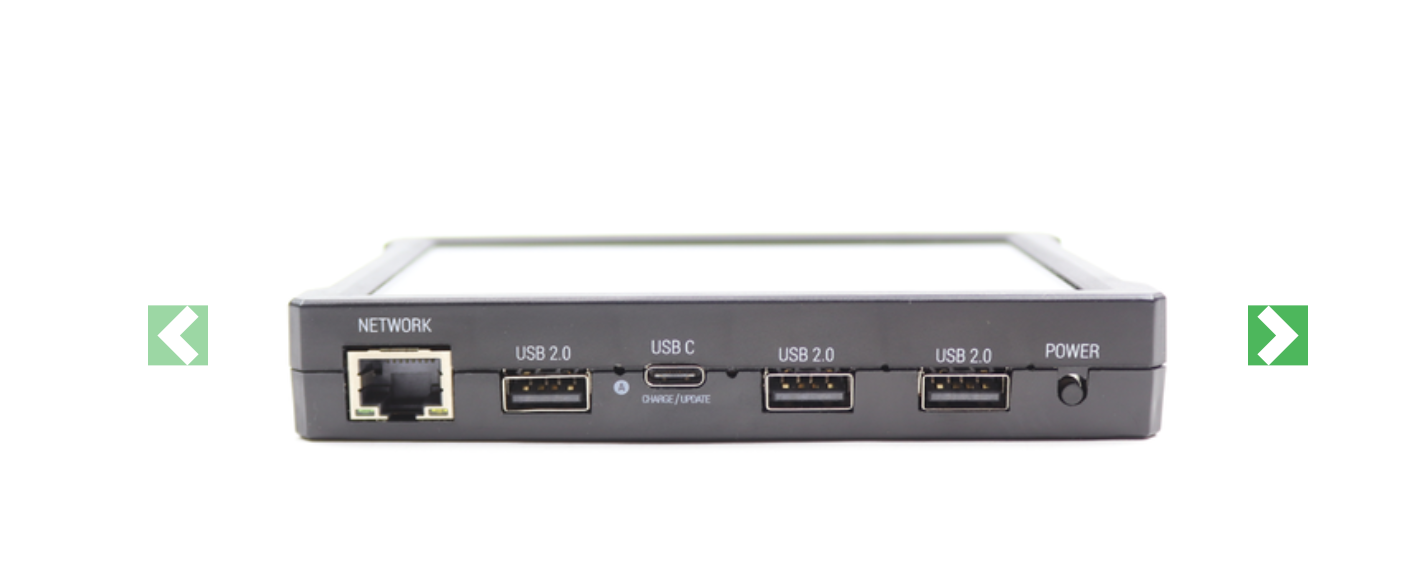 NETWORK
USB 2.0
USB C
USB 2.0
USB 2.0
POWER
A
CHARGE/UPDATE